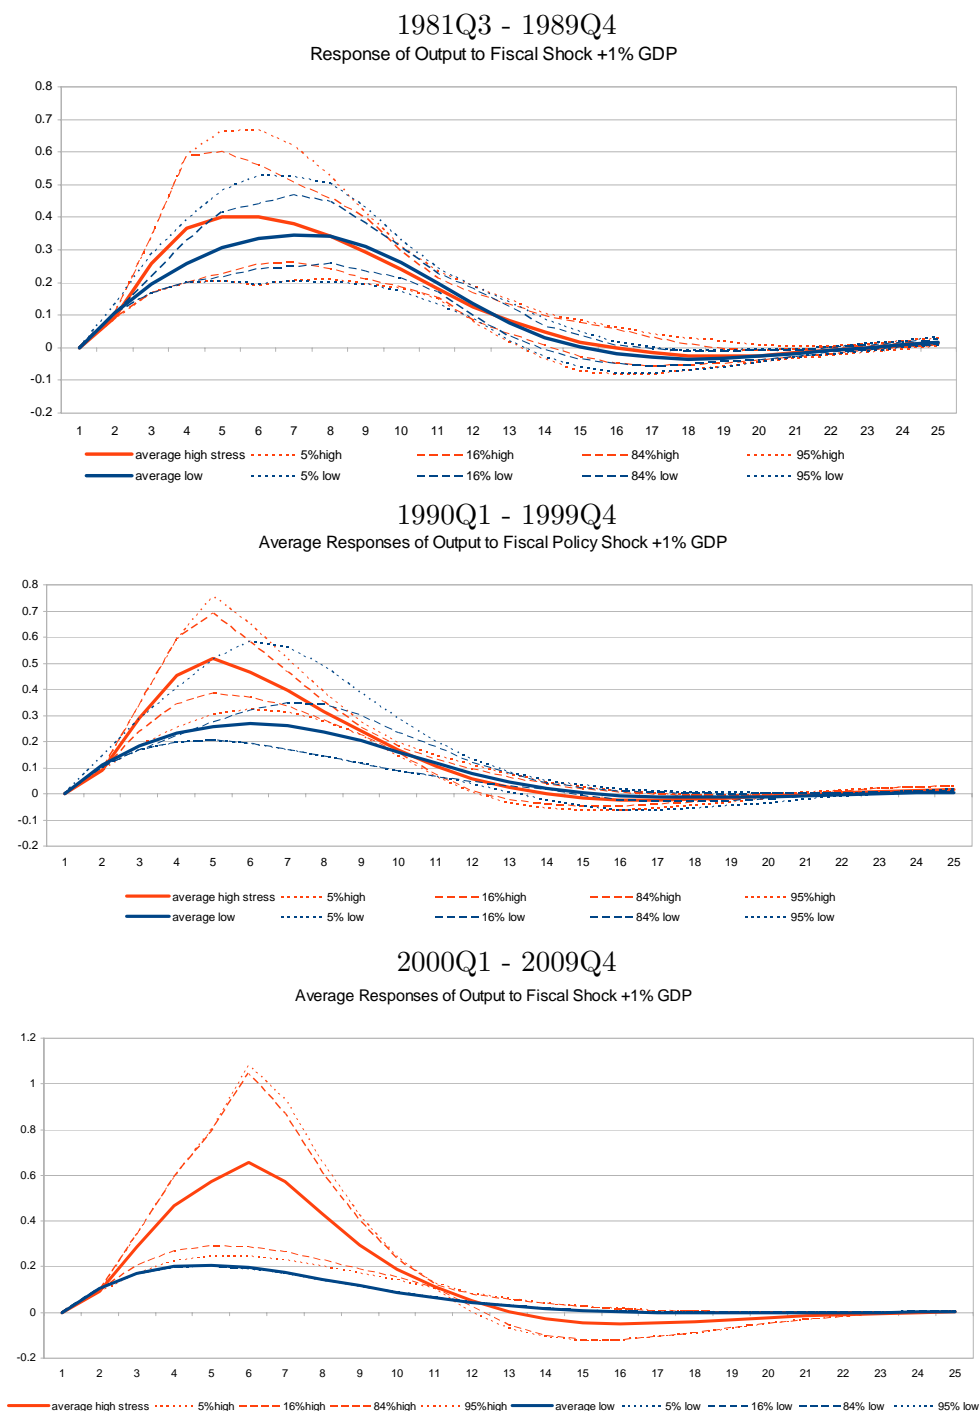 1981Q3 - 1989Q4
Response of Output to Fiscal Shock +1% GDP
0.8
0.7
0.6
0.5
0.4
0.3
0.2
0.1
0
-0.1
-0.2
1 2 3 4 5 6 7 8 9 10 11 12 13 14 15 16 17 18 19 20 21 22 23 24 25
average high stress 5%high 16%high 84%high 95%high
average low 5% low 16% low 84% low 95% low
1990Q1 - 1999Q4
Average Responses of Output to Fiscal Policy Shock +1% GDP
0.8
0.7
0.6
0.5
0.4
0.3
0.2
0.1
0
-0.1
-0.2
1 2 3 4 5 6 7 8 9 10 11 12 13 14 15 16 17 18 19 20 21 22 23 24 25
average high stress 5%high 16%high 84%high 95%high
average low 5% low 16% low 84% low 95% low
2000Q1 - 2009Q4
Average Responses of Output to Fiscal Shock +1% GDP
1.2
1
0.8
0.6
0.4
0.2
0
-0.2
1 2 3 4 5 6 7 8 9 10 11 12 13 14 15 16 17 18 19 20 21 22 23 24 25
average high stress 5%high 16%high 84%high 95%high average low 5% low 16% low 84% low 95% low